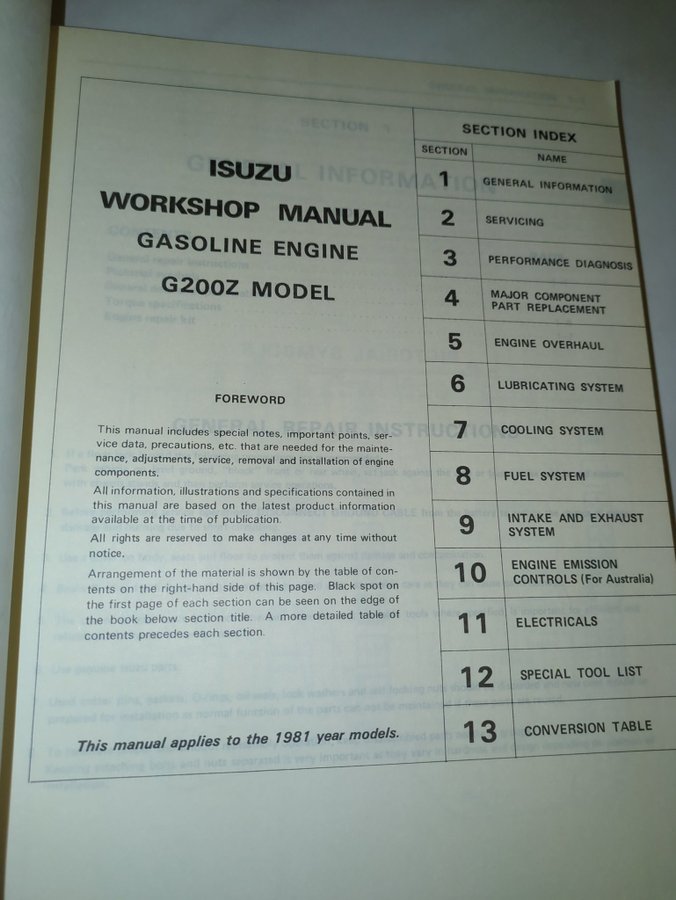 ISUZU
WORKSHOP MANUAL
GASOLINE ENGINE
G200Z MODEL
FOREWORD
This manual includes special notes, important points, ser-
vice data, precautions, etc. that are needed for the mainte-
nance, adjustments, service, removal and installation of engine
components.
All information, illustrations and specifications contained in
this manual are based on the latest product information
available at the time of publication.
All rights are reserved to make changes at any time without
notice.
Arrangement of the material is shown by the table of con-
tents on the right-hand side of this page. Black spot on
the first page of each section can be seen on the edge of
the book below section title. A more detailed table of
contents precedes each section.
This manual applies to the 1981 year models.
SECTION INDEX
SECTION NAME
1 GENERAL INFORMATION
2 SERVICING
3 PERFORMANCE DIAGNOSIS
4 MAJOR COMPONENT
PART REPLACEMENT
5 ENGINE OVERHAUL
6 LUBRICATING SYSTEM
7 COOLING SYSTEM
8 FUEL SYSTEM
9 INTAKE AND EXHAUST
SYSTEM
10 ENGINE EMISSION
CONTROLS (For Australia)
11 ELECTRICALS
12 SPECIAL TOOL LIST
13 CONVERSION TABLE